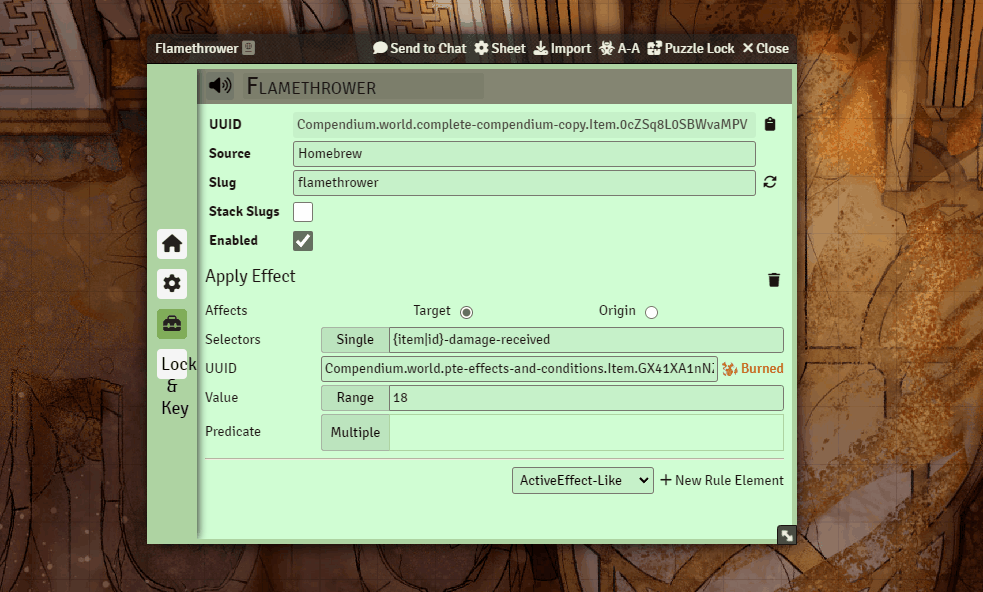 Flamethrower Send to Chat Sheet Import A-A Puzzle Lock Close
Flamethrower
UUID Compendium.world.complete-compendium-copy.Item.0cZSq8L0SBWvaMPV
Source Homebrew
Slug flamethrower
Stack Slugs
Enabled
Apply Effect
Affects Target Origin
Selectors Single {item|id}-damage-received
UUID Compendium.world.pte-effects-and-conditions.Item.GX41XA1nNZ Burned
Value Range 18
Predicate Multiple
ActiveEffect-Like New Rule Element
Lock
&
Key